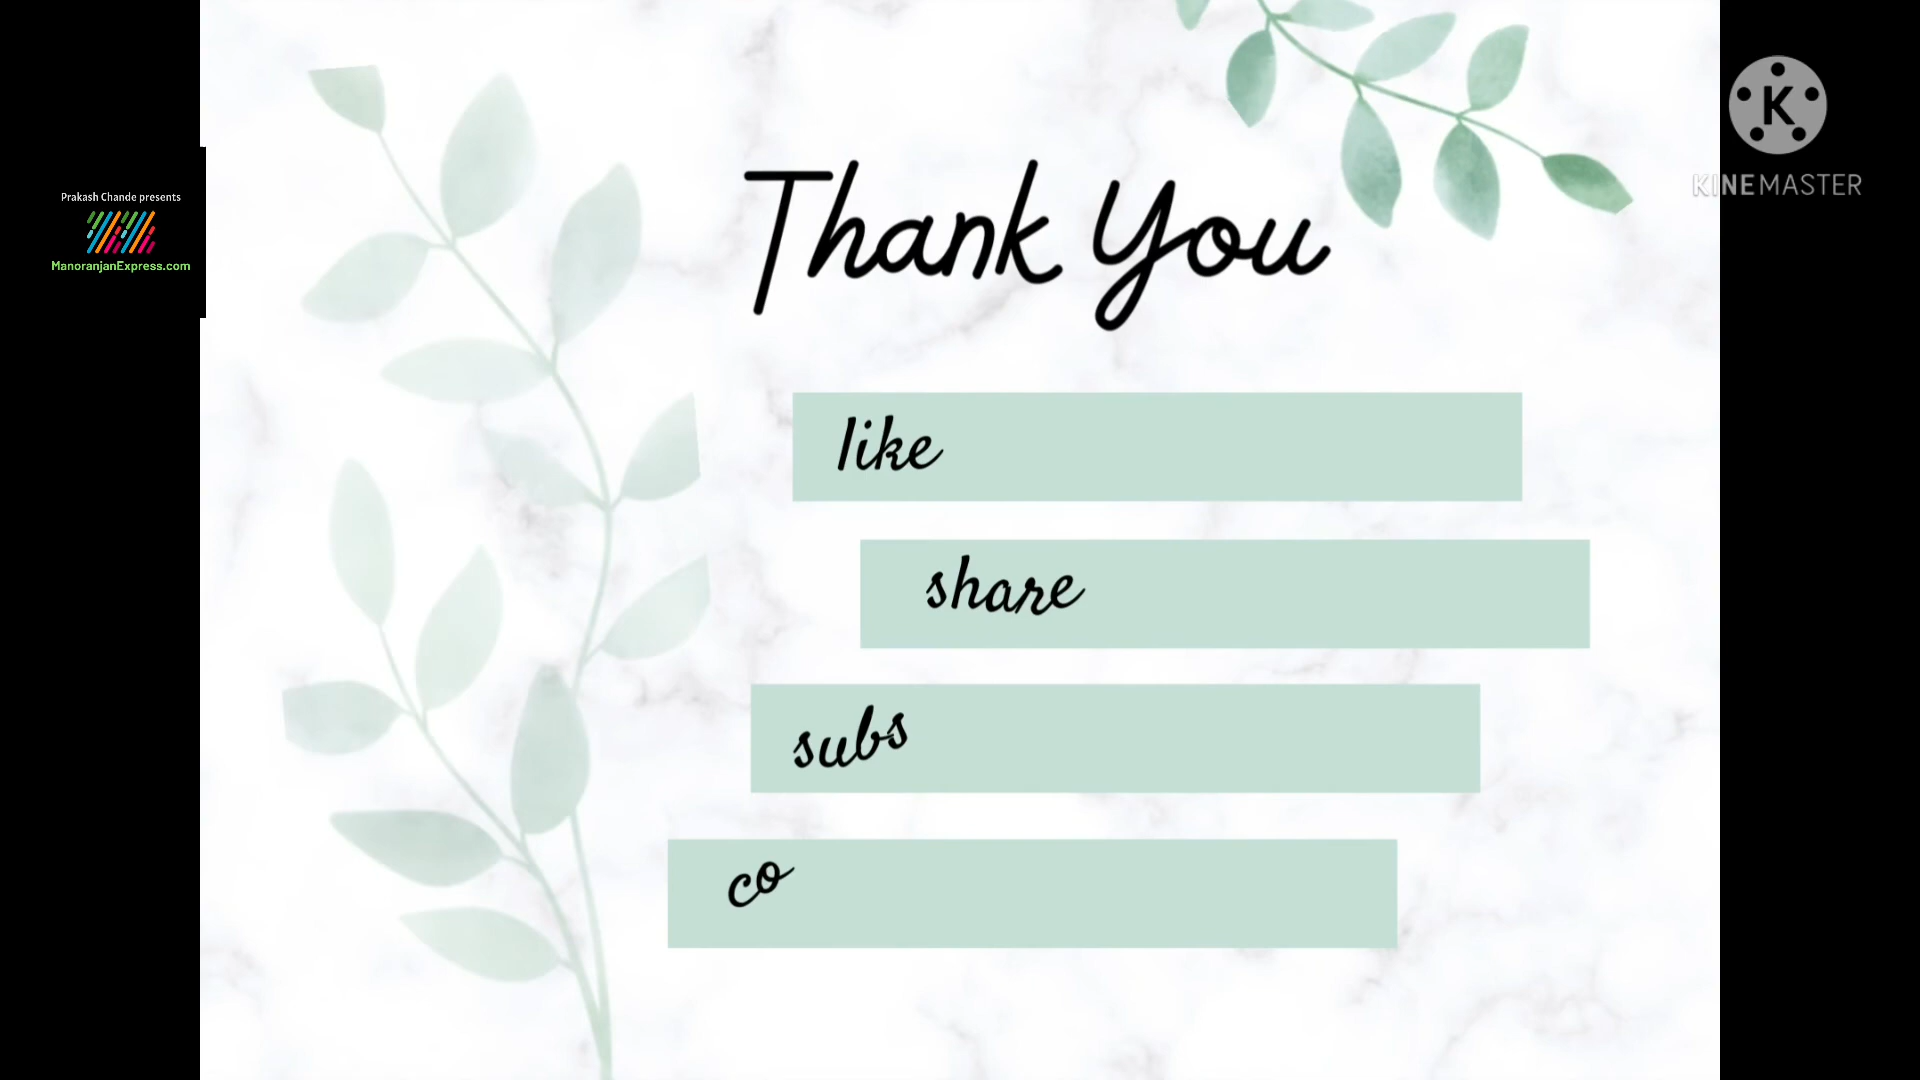 Prakash Chande presents
ManoranjanExpress.com
Thank You
K
KINEMASTER
like
share
subs
co